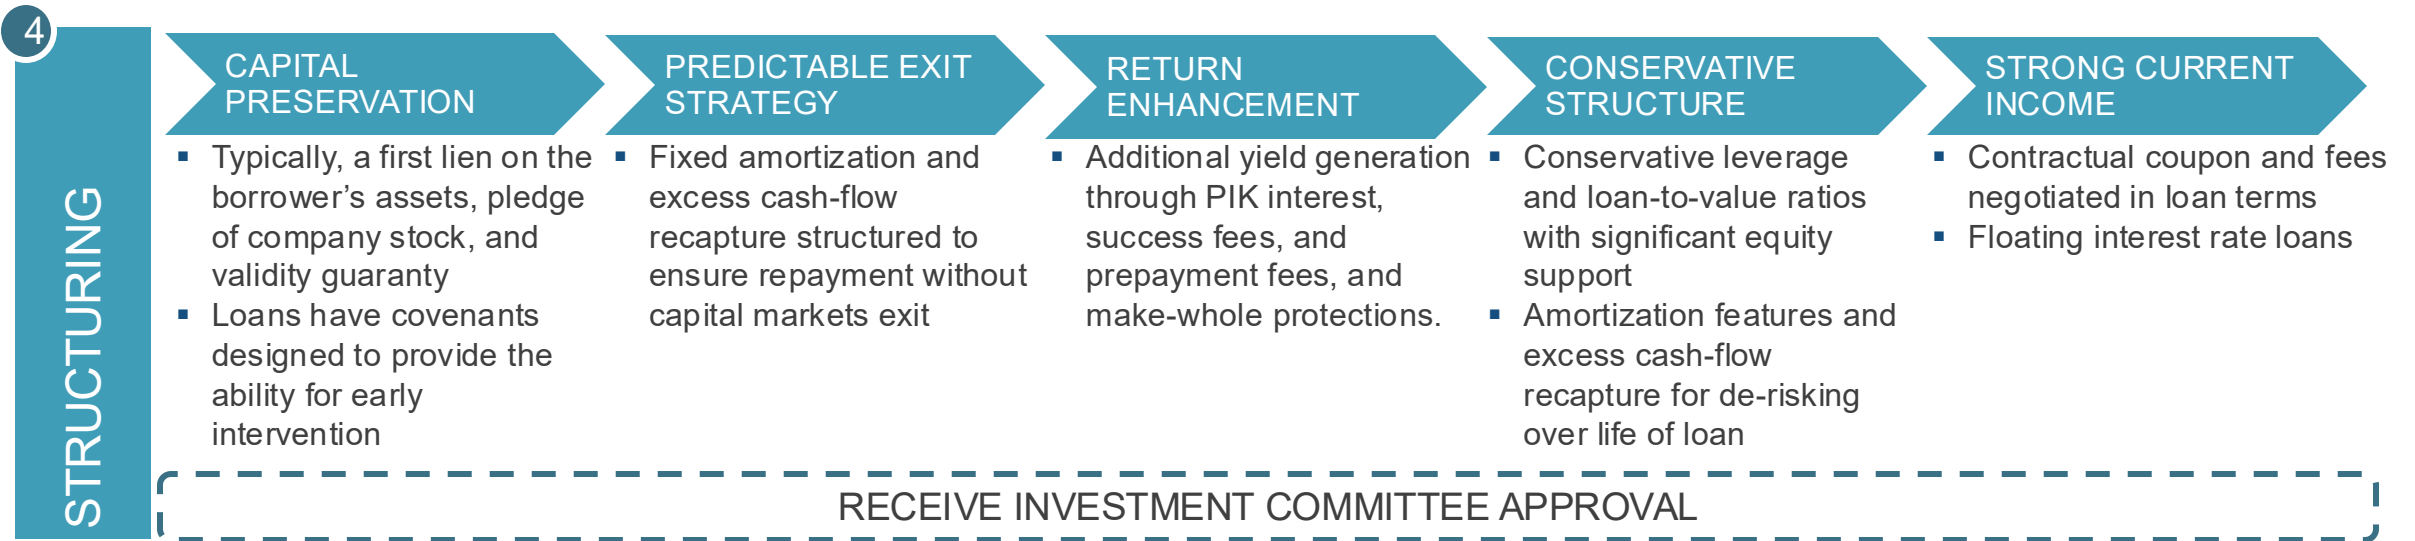 4
STRUCTURING
CAPITAL
PRESERVATION
▪ Typically, a first lien on the
borrower’s assets, pledge
of company stock, and
validity guaranty
▪ Loans have covenants
designed to provide the
ability for early
intervention
PREDICTABLE EXIT
STRATEGY
▪ Fixed amortization and
excess cash-flow
recapture structured to
ensure repayment without
capital markets exit
RETURN
ENHANCEMENT
▪ Additional yield generation
through PIK interest,
success fees, and
prepayment fees, and
make-whole protections.
CONSERVATIVE
STRUCTURE
▪ Conservative leverage
and loan-to-value ratios
with significant equity
support
▪ Amortization features and
excess cash-flow
recapture for de-risking
over life of loan
STRONG CURRENT
INCOME
▪ Contractual coupon and fees
negotiated in loan terms
▪ Floating interest rate loans
RECEIVE INVESTMENT COMMITTEE APPROVAL